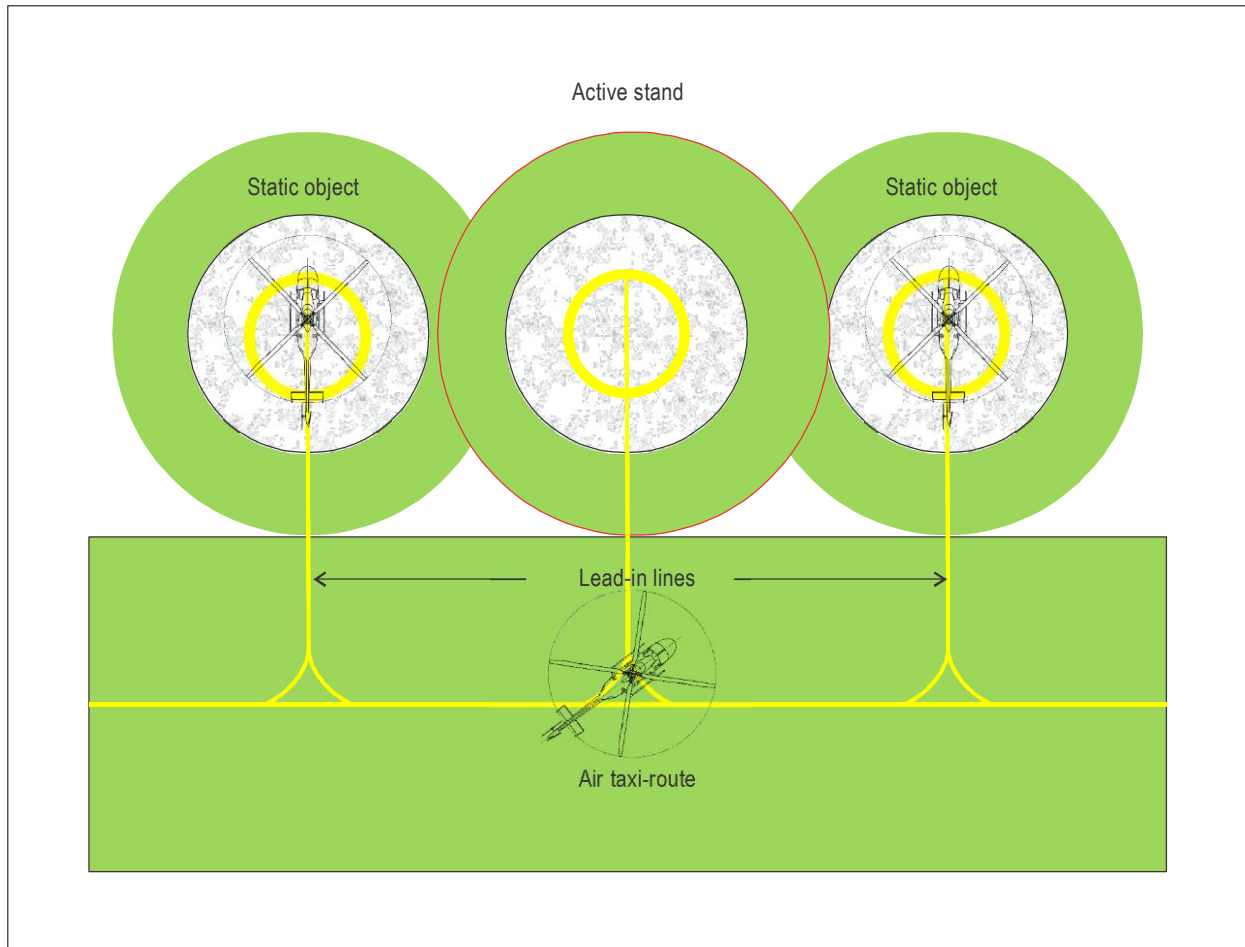 Active stand
Static object
Static object
Lead-in lines
Air taxi-route